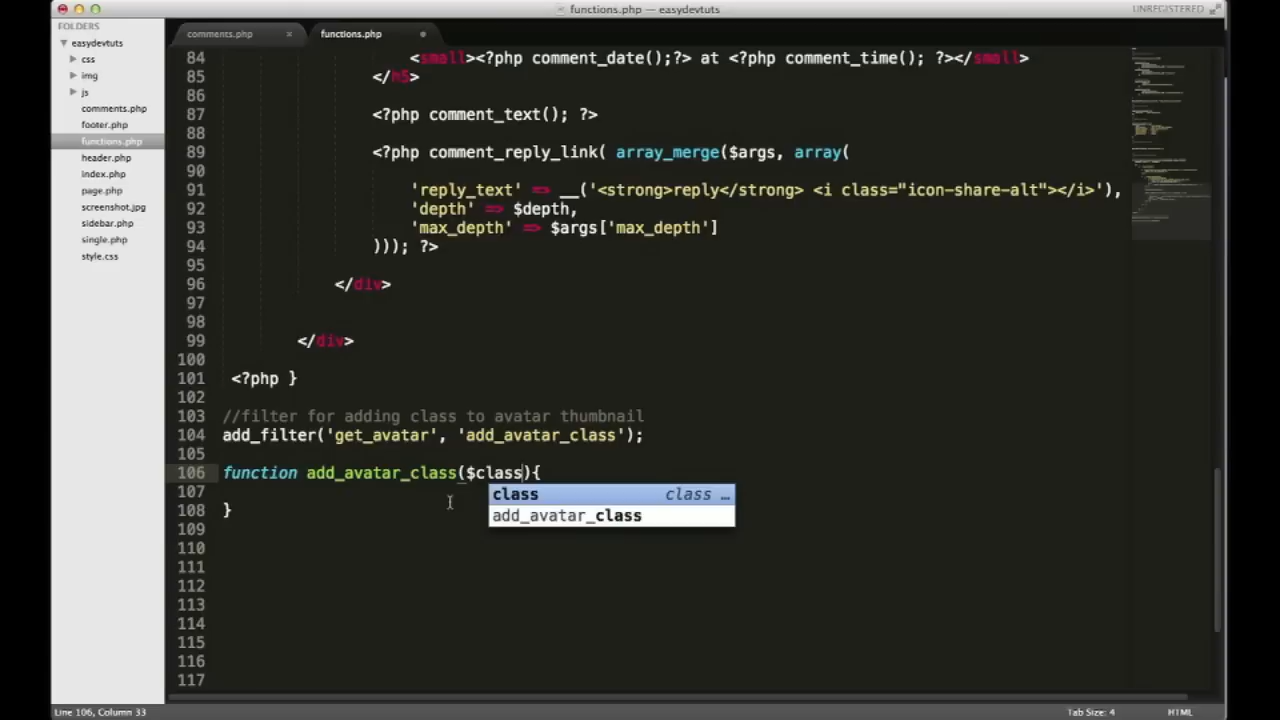 functions.php — easydevtuts
UNREGISTERED
FOLDERS
easydevtuts
css
img
js
comments.php
footer.php
functions.php
header.php
index.php
page.php
screenshot.jpg
sidebar.php
single.php
style.css
comments.php ×
functions.php
84 <small><?php comment_date();?> at <?php comment_time(); ?></small>
85 </h5>
86
87 <?php comment_text(); ?>
88
89 <?php comment_reply_link( array_merge($args, array(
90
91 'reply_text' => __('<strong>reply</strong> <i class="icon-share-alt"></i>'),
92 'depth' => $depth,
93 'max_depth' => $args['max_depth']
94 ))); ?>
95
96 </div>
97
98
99 </div>
100
101 <?php }
102
103 //filter for adding class to avatar thumbnail
104 add_filter('get_avatar', 'add_avatar_class');
105
106 function add_avatar_class($class){
107
class class …
add_avatar_class
108 }
109
110
111
112
113
114
115
116
117
Line 106, Column 33
Tab Size: 4
HTML